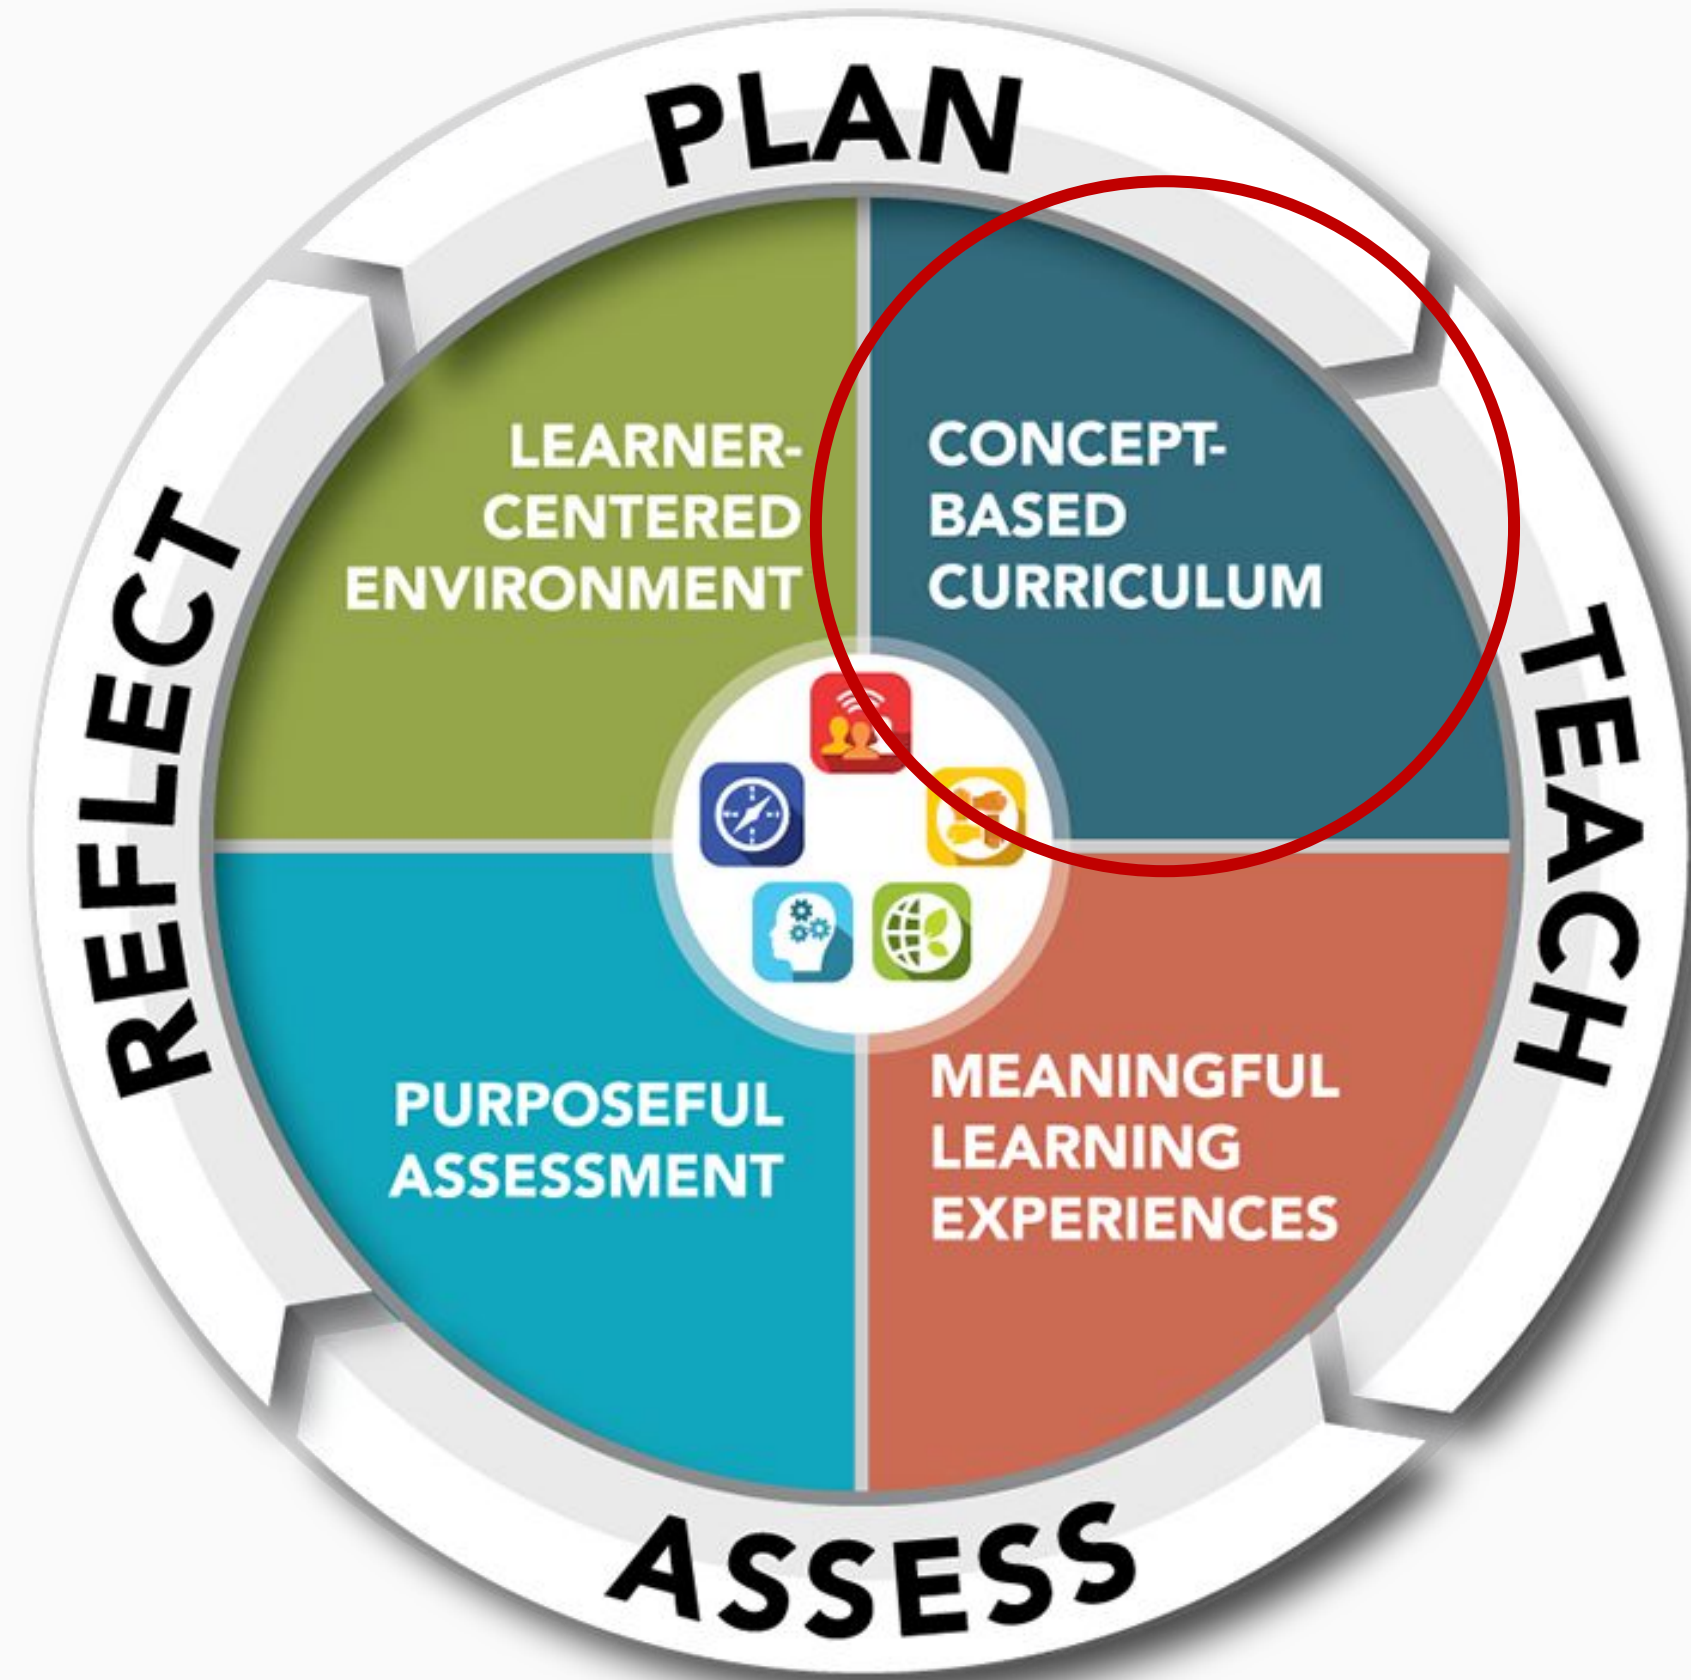 PLAN
LEARNER-
CENTERED
ENVIRONMENT
CONCEPT-
BASED
CURRICULUM
REFLECT
TEACH
PURPOSEFUL
ASSESSMENT
MEANINGFUL
LEARNING
EXPERIENCES
ASSESS